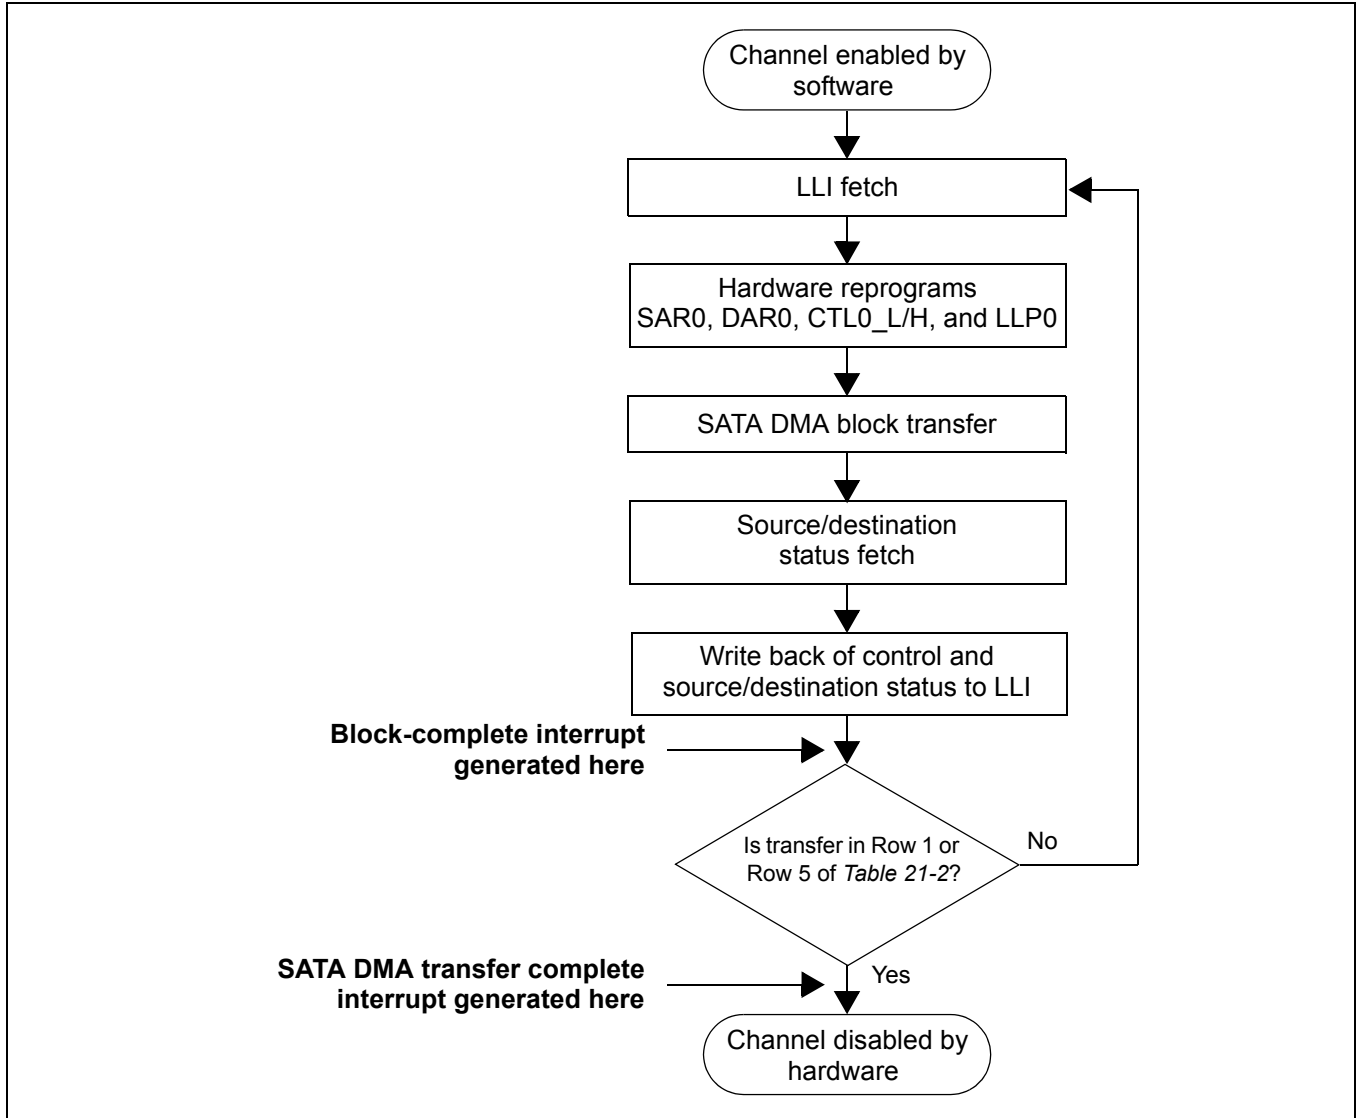 Channel enabled by
software
LLI fetch
Hardware reprograms
SAR0, DAR0, CTL0_L/H, and LLP0
SATA DMA block transfer
Source/destination
status fetch
Write back of control and
source/destination status to LLI
Block-complete interrupt
generated here
Is transfer in Row 1 or
Row 5 of Table 21-2?
No
SATA DMA transfer complete
interrupt generated here
Yes
Channel disabled by
hardware